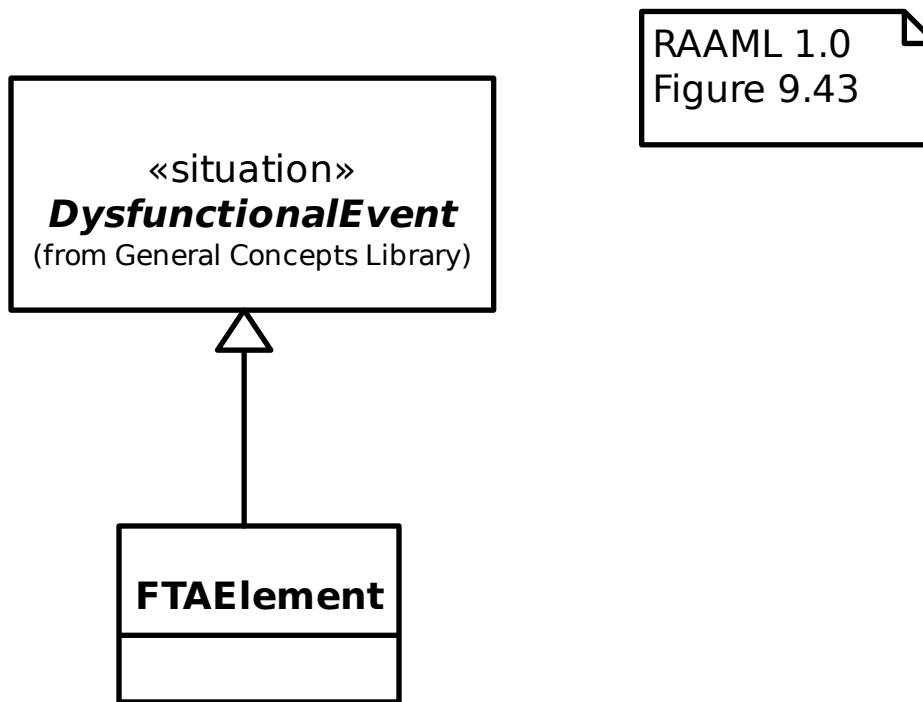 RAAML 1.0
Figure 9.43
«situation»
DysfunctionalEvent
(from General Concepts Library)
FTAElement